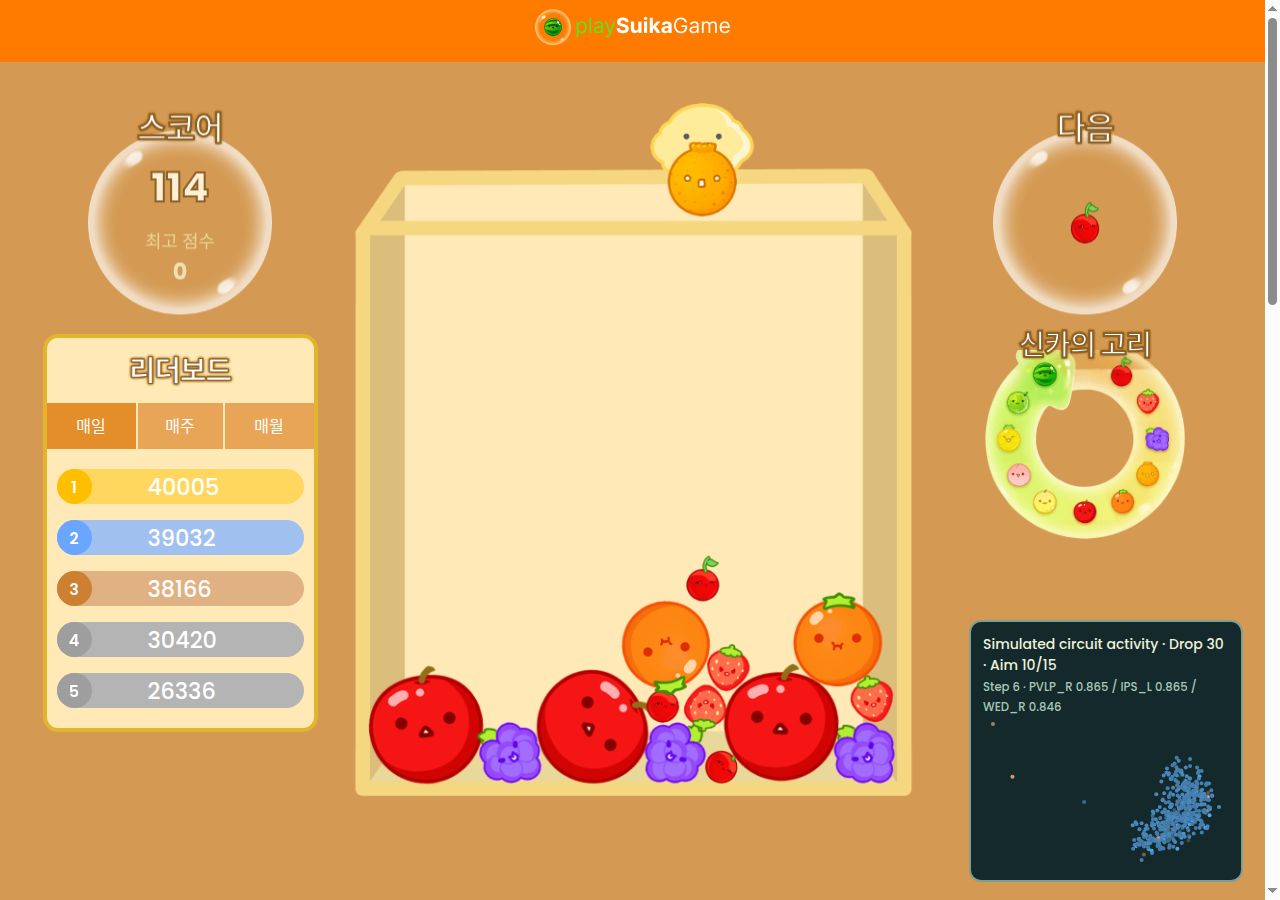 playSuikaGame
스코어
114
최고 점수
0
리더보드
매일 매주 매월
1 40005
2 39032
3 38166
4 30420
5 26336
다음
신카의 고리
Simulated circuit activity · Drop 30
· Aim 10/15
Step 6 · PVLP_R 0.865 / IPS_L 0.865 /
WED_R 0.846